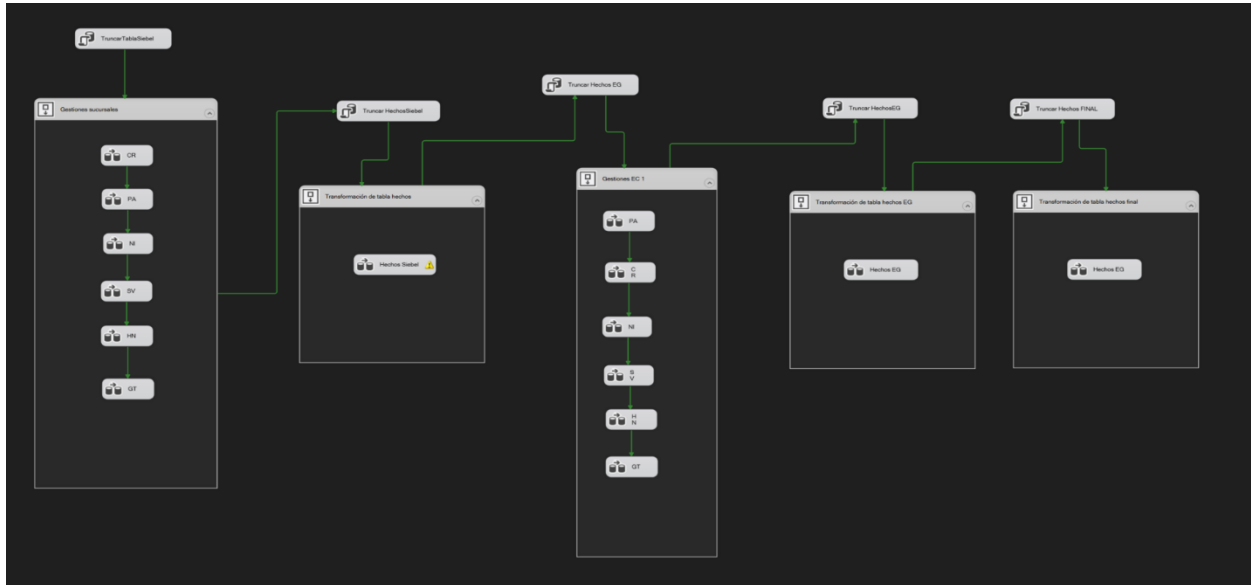 TruncarTablaSiebel
Gestiones sucursales
CR
PA
NI
SV
HN
GT
Truncar HechosSiebel
Transformación de tabla hechos
Hechos Siebel
Truncar Hechos EG
Gestiones EC 1
PA
C
R
NI
S
V
H
N
GT
Truncar HechosEG
Transformación de tabla hechos EG
Hechos EG
Truncar Hechos FINAL
Transformación de tabla hechos final
Hechos EG